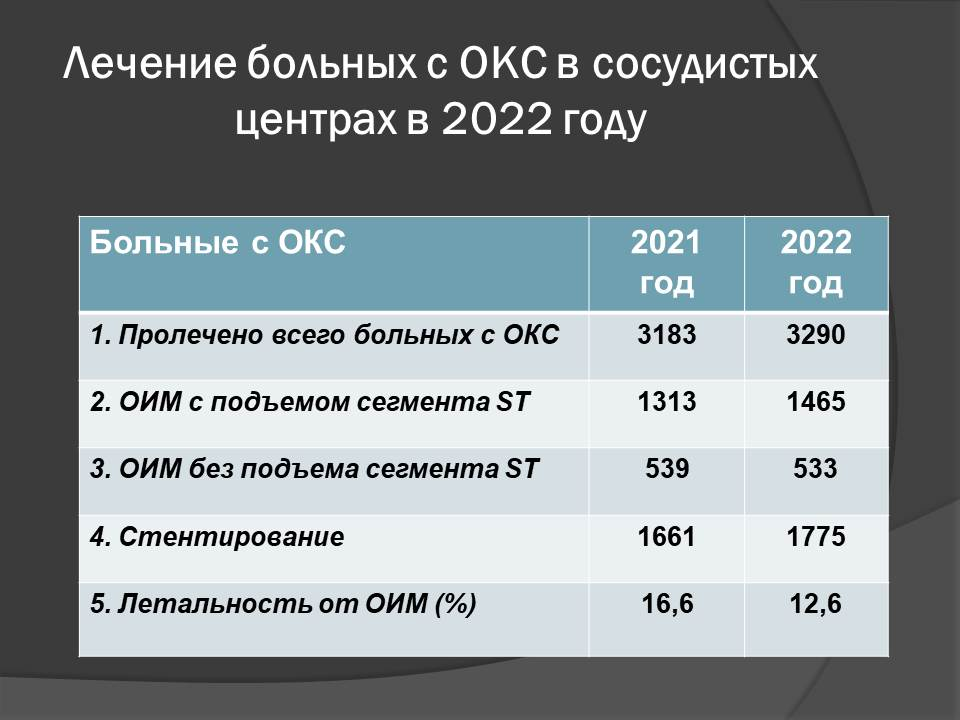 Лечение больных с ОКС в сосудистых
центрах в 2022 году
Больные с ОКС 2021 год 2022 год
1. Пролечено всего больных с ОКС 3183 3290
2. ОИМ с подъемом сегмента ST 1313 1465
3. ОИМ без подъема сегмента ST 539 533
4. Стентирование 1661 1775
5. Летальность от ОИМ (%) 16,6 12,6